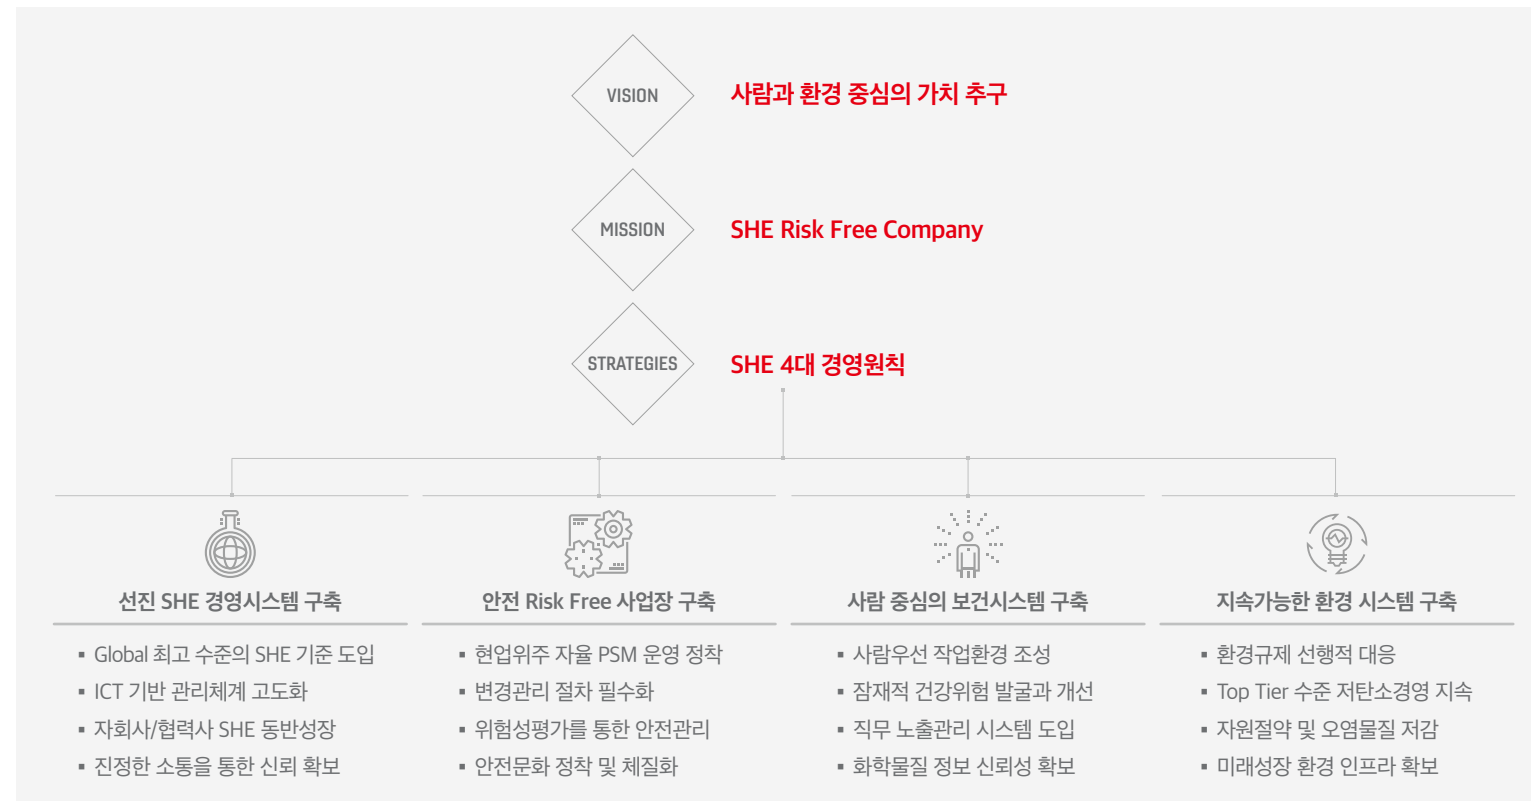 VISION
사람과 환경 중심의 가치 추구
MISSION
SHE Risk Free Company
STRATEGIES
SHE 4대 경영원칙
선진 SHE 경영시스템 구축
▪ Global 최고 수준의 SHE 기준 도입
▪ ICT 기반 관리체계 고도화
▪ 자회사/협력사 SHE 동반성장
▪ 진정한 소통을 통한 신뢰 확보
안전 Risk Free 사업장 구축
▪ 현업위주 자율 PSM 운영 정착
▪ 변경관리 절차 필수화
▪ 위험성평가를 통한 안전관리
▪ 안전문화 정착 및 체질화
사람 중심의 보건시스템 구축
▪ 사람우선 작업환경 조성
▪ 잠재적 건강위험 발굴과 개선
▪ 직무 노출관리 시스템 도입
▪ 화학물질 정보 신뢰성 확보
지속가능한 환경 시스템 구축
▪ 환경규제 선행적 대응
▪ Top Tier 수준 저탄소경영 지속
▪ 자원절약 및 오염물질 저감
▪ 미래성장 환경 인프라 확보